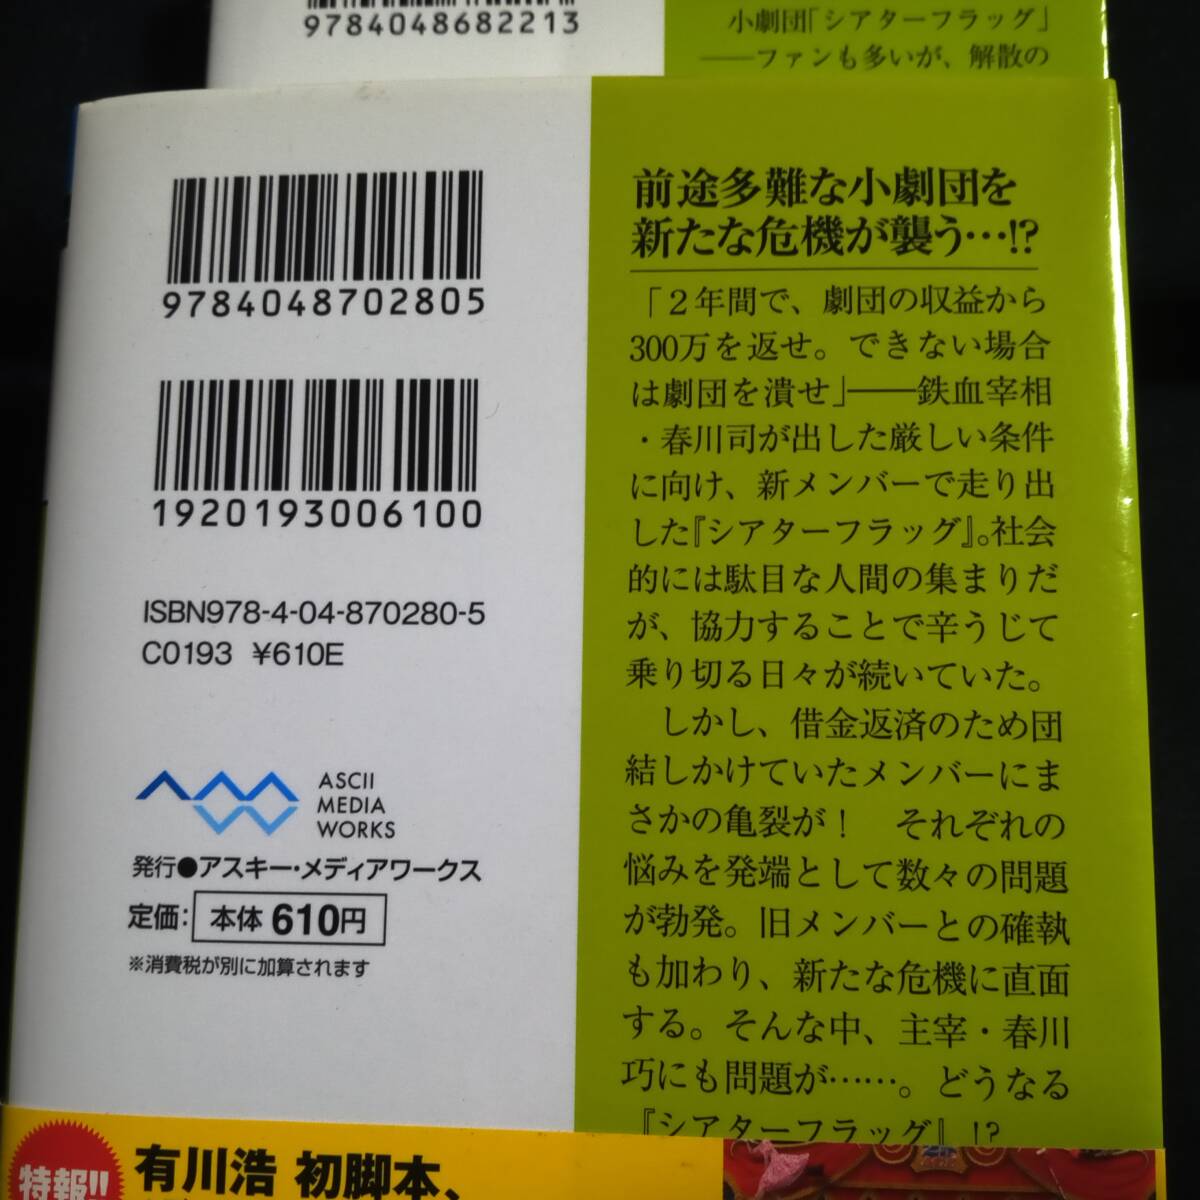 9784048682213
小劇団「シアターフラッグ」
――ファンも多いが、解散の
9784048702805
1920193006100
ISBN978-4-04-870280-5
C0193 ¥610E
ASCII
MEDIA
WORKS
発行●アスキー・メディアワークス
定価: 本体 610円
※消費税が別に加算されます
前途多難な小劇団を
新たな危機が襲う…!?
「２年間で、劇団の収益から
300万を返せ。できない場合
は劇団を潰せ」――鉄血宰相
・春川司が出した厳しい条件
に向け、新メンバーで走り出
した『シアターフラッグ』。社会
的には駄目な人間の集まりだ
が、協力することで辛うじて
乗り切る日々が続いていた。
しかし、借金返済のため団
結しかけていたメンバーにま
さかの亀裂が！　それぞれの
悩みを発端として数々の問題
が勃発。旧メンバーとの確執
も加わり、新たな危機に直面
する。そんな中、主宰・春川
巧にも問題が……。どうなる
『シアターフラッグ』!?
特報!!
有川浩 初脚本、